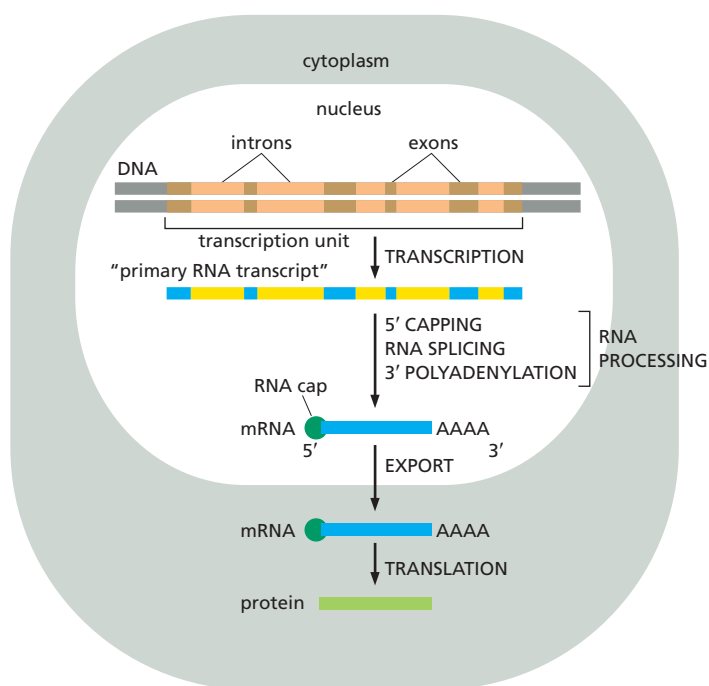 cytoplasm
nucleus
introns exons
DNA
transcription unit
TRANSCRIPTION
“primary RNA transcript”
5′ CAPPING
RNA SPLICING
3′ POLYADENYLATION
RNA
PROCESSING
RNA cap
mRNA AAAA
5′ 3′
EXPORT
mRNA AAAA
TRANSLATION
protein